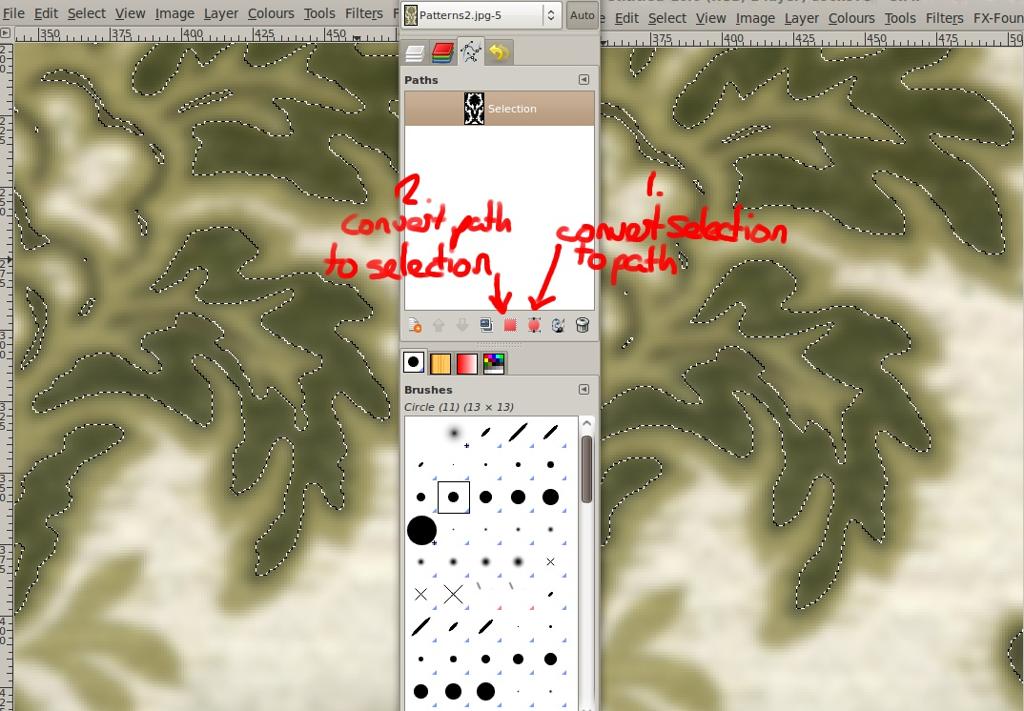 File Edit Select View Image Layer Colours Tools Filters
350 400 450
Patterns2.jpg-5 Auto
Edit Select View Image Layer Colours Tools Filters FX-Foun
375 400 425 450 475
Paths
Selection
2.
convert path
to selection
1.
convert selection
to path
Brushes
Circle (11) (13 × 13)